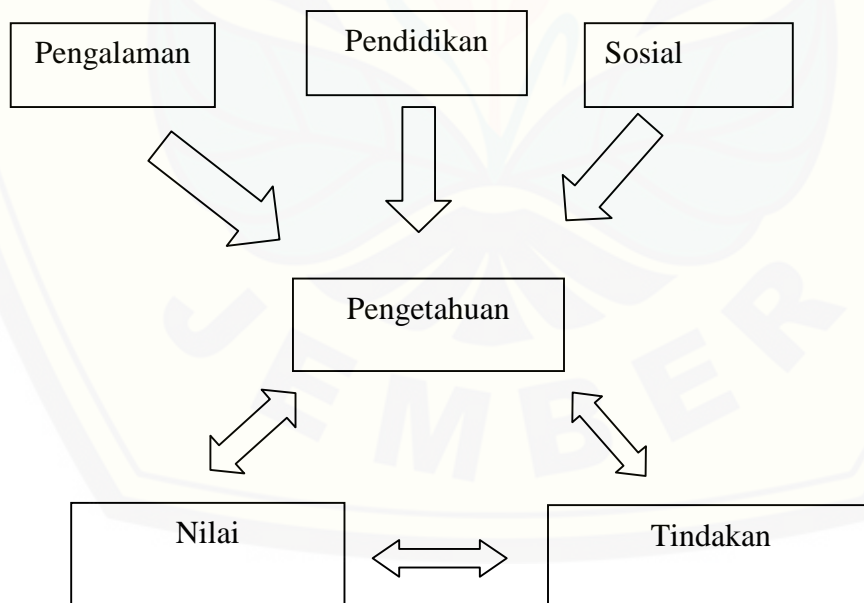 Pengalaman
Pendidikan
Sosial
Pengetahuan
JEMBER
Nilai
Tindakan